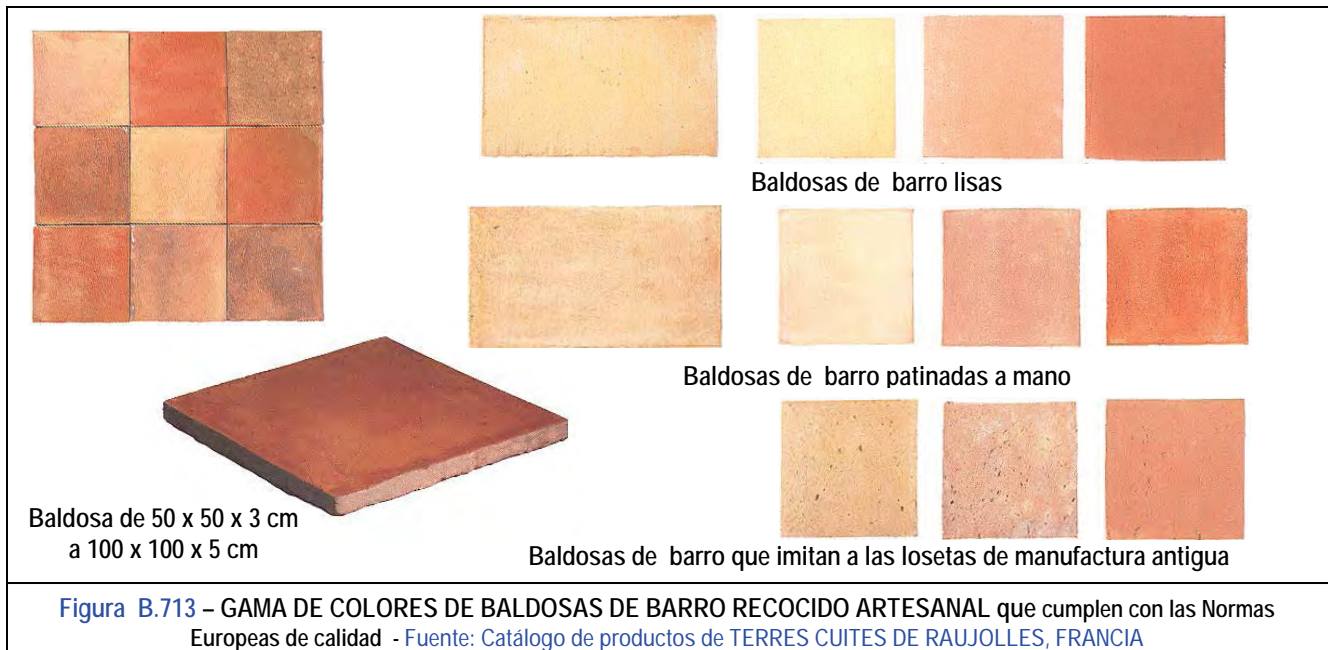 Baldosas de barro lisas
Baldosas de barro patinadas a mano
Baldosa de 50 x 50 x 3 cm
a 100 x 100 x 5 cm
Baldosas de barro que imitan a las losetas de manufactura antigua
Figura B.713 – GAMA DE COLORES DE BALDOSAS DE BARRO RECOCIDO ARTESANAL que cumplen con las Normas
Europeas de calidad - Fuente: Catálogo de productos de TERRES CUITES DE RAUJOLLES, FRANCIA